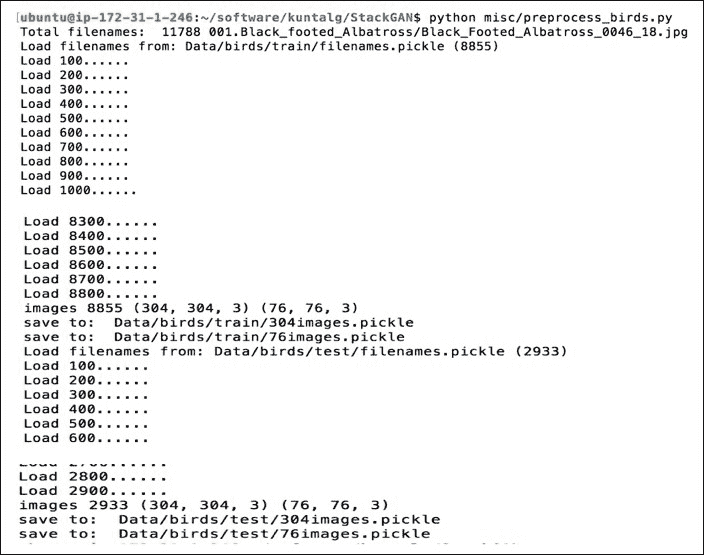 [ubuntu@ip-172-31-1-246:~/software/kuntalg/StackGAN$ python misc/preprocess_birds.py
Total filenames:  11788 001.Black_footed_Albatross/Black_Footed_Albatross_0046_18.jpg
Load filenames from: Data/birds/train/filenames.pickle (8855)
Load 100......
Load 200......
Load 300......
Load 400......
Load 500......
Load 600......
Load 700......
Load 800......
Load 900......
Load 1000......
Load 8300......
Load 8400......
Load 8500......
Load 8600......
Load 8700......
Load 8800......
images 8855 (304, 304, 3) (76, 76, 3)
save to:  Data/birds/train/304images.pickle
save to:  Data/birds/train/76images.pickle
Load filenames from: Data/birds/test/filenames.pickle (2933)
Load 100......
Load 200......
Load 300......
Load 400......
Load 500......
Load 600......
Load 2700......
Load 2800......
Load 2900......
images 2933 (304, 304, 3) (76, 76, 3)
save to:  Data/birds/test/304images.pickle
save to:  Data/birds/test/76images.pickle